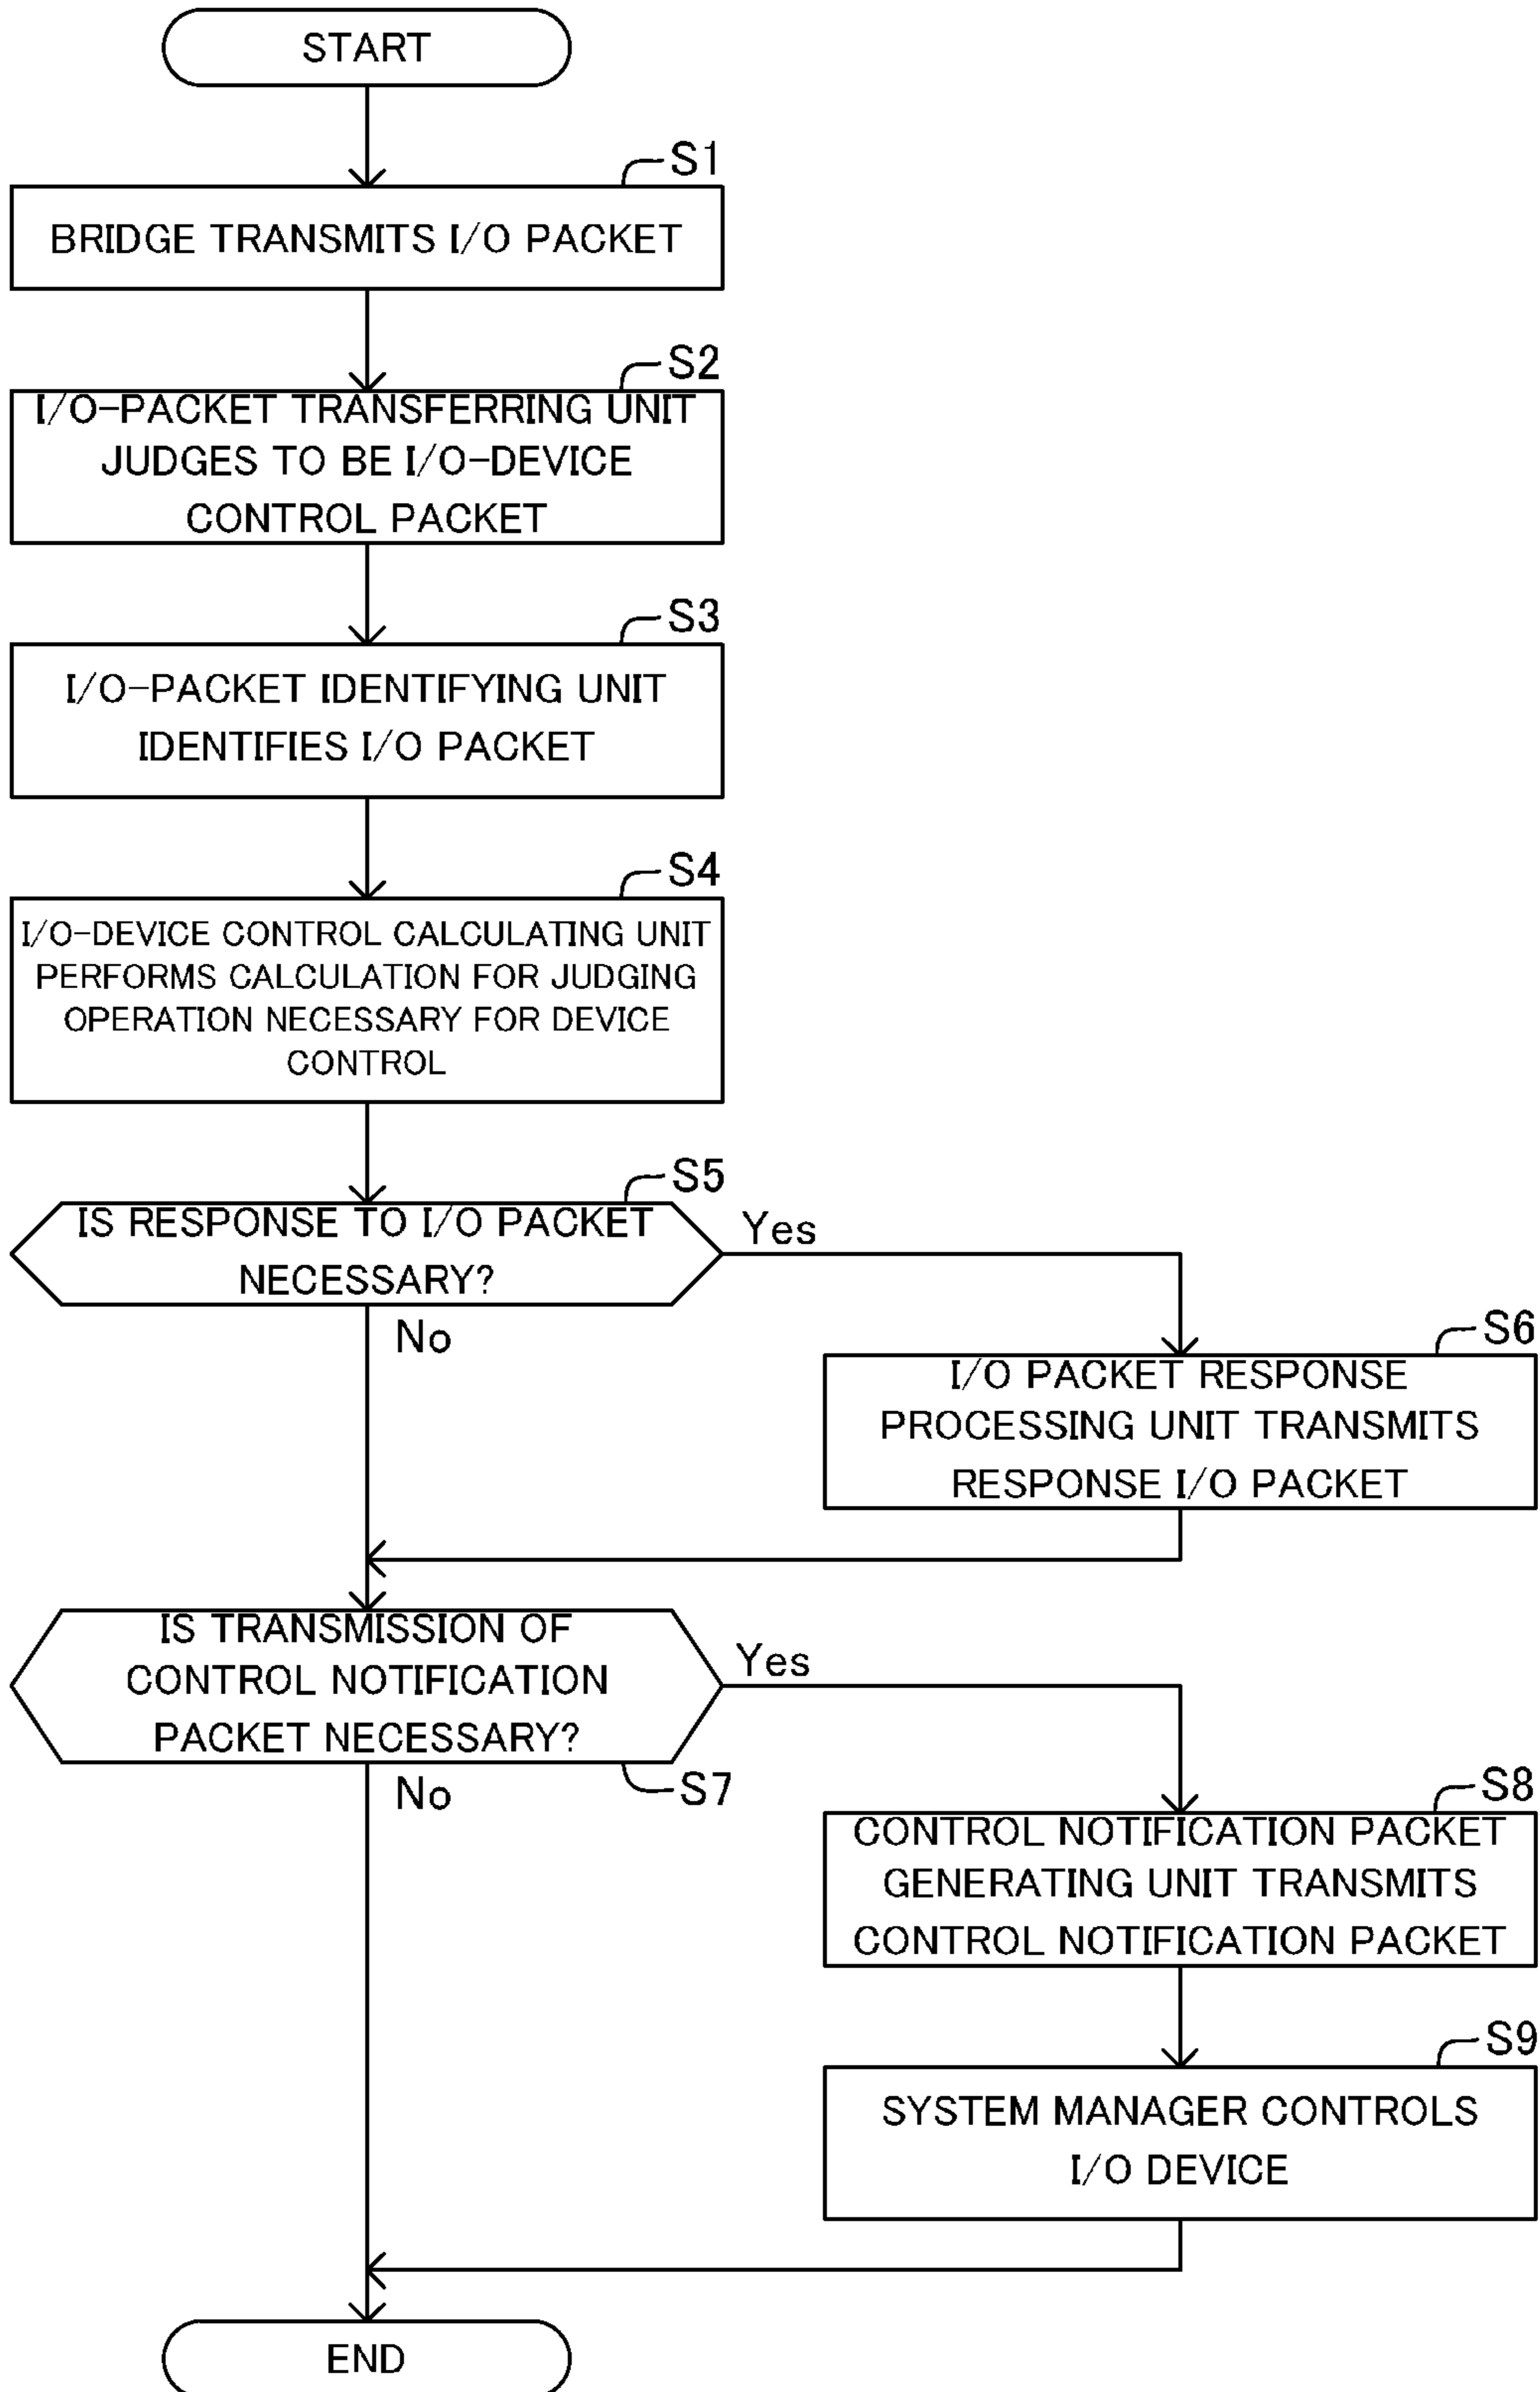 START
S1
BRIDGE TRANSMITS I/O PACKET
S2
I/O-PACKET TRANSFERRING UNIT
JUDGES TO BE I/O-DEVICE
CONTROL PACKET
S3
I/O-PACKET IDENTIFYING UNIT
IDENTIFIES I/O PACKET
S4
I/O-DEVICE CONTROL CALCULATING UNIT
PERFORMS CALCULATION FOR JUDGING
OPERATION NECESSARY FOR DEVICE
CONTROL
S5
IS RESPONSE TO I/O PACKET
NECESSARY?
Yes
No
S6
I/O PACKET RESPONSE
PROCESSING UNIT TRANSMITS
RESPONSE I/O PACKET
IS TRANSMISSION OF
CONTROL NOTIFICATION
PACKET NECESSARY?
Yes
No
S7
S8
CONTROL NOTIFICATION PACKET
GENERATING UNIT TRANSMITS
CONTROL NOTIFICATION PACKET
S9
SYSTEM MANAGER CONTROLS
I/O DEVICE
END